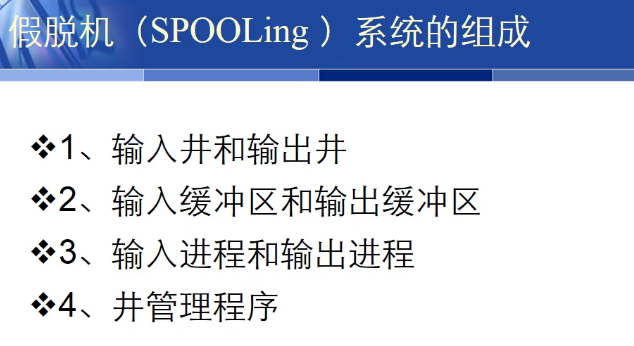 假脱机（SPOOLing ）系统的组成
❖1、输入井和输出井
❖2、输入缓冲区和输出缓冲区
❖3、输入进程和输出进程
❖4、井管理程序